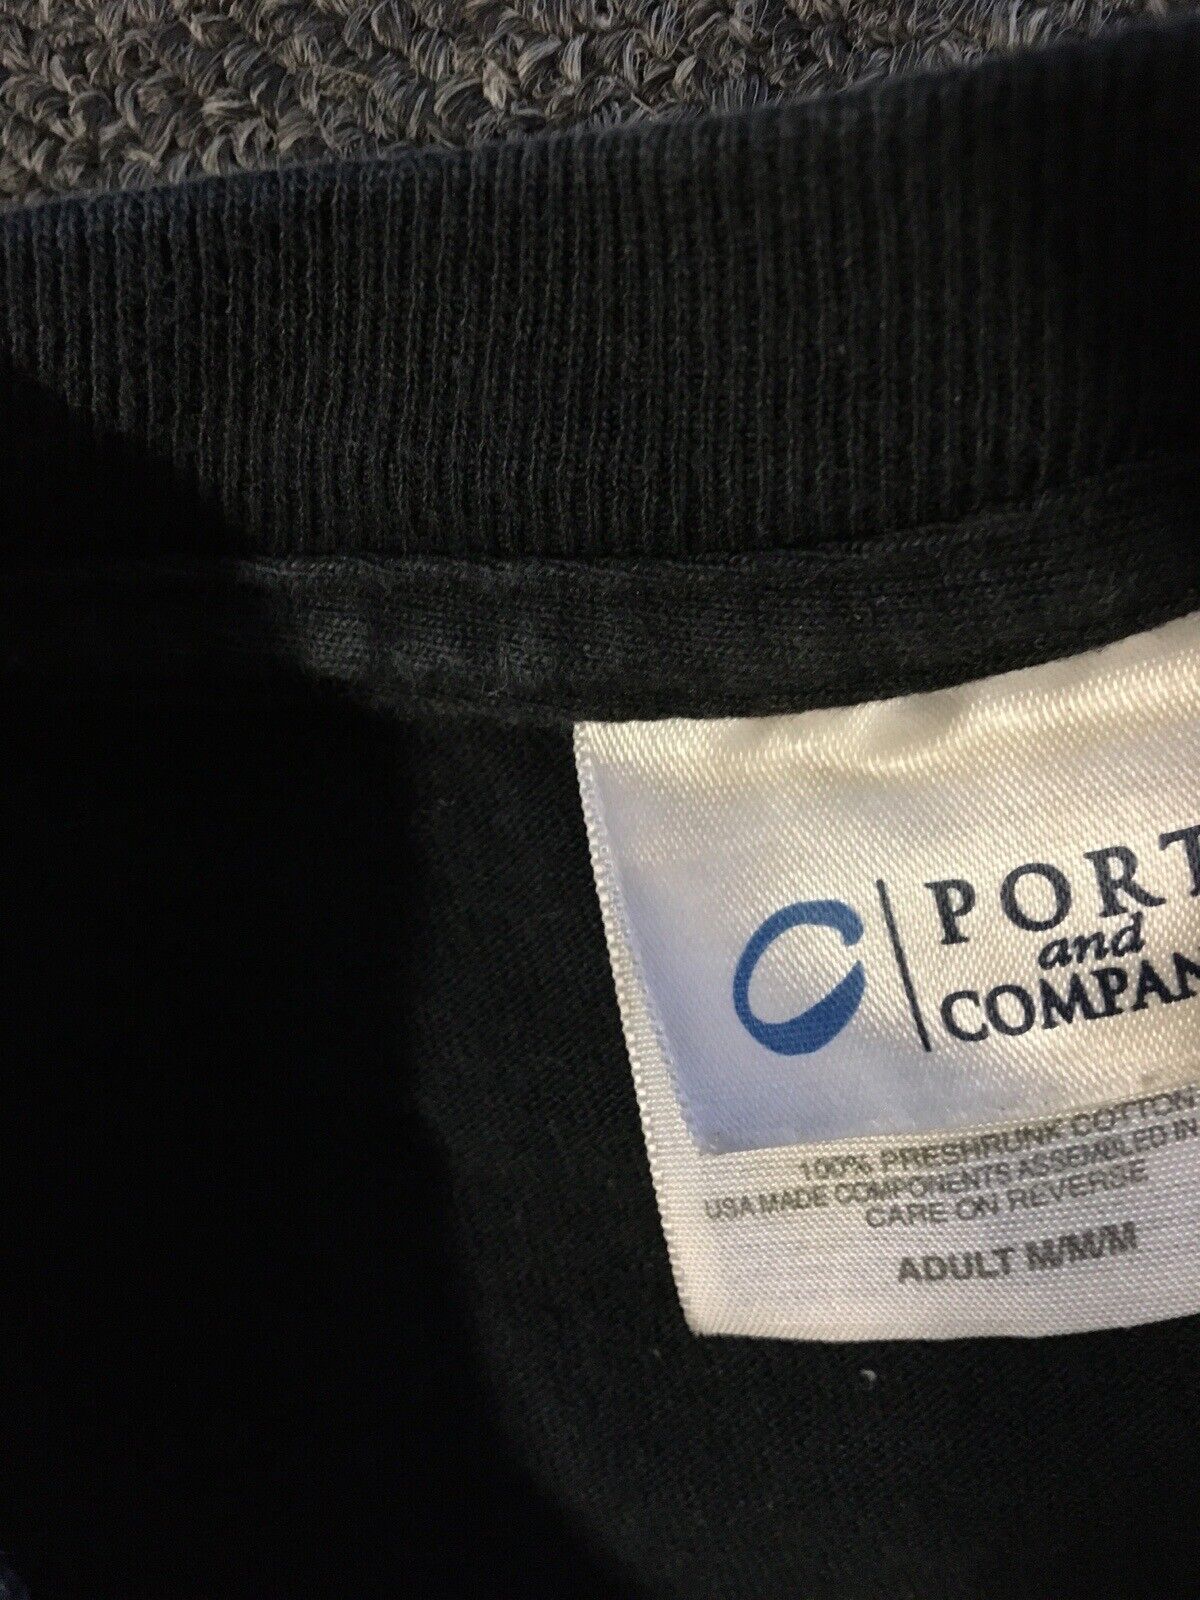 PORT
and
COMPAN
100% PRESHRUNK COTTON
USA MADE COMPONENTS ASSEMBLED IN
CARE ON REVERSE
ADULT M/M/M